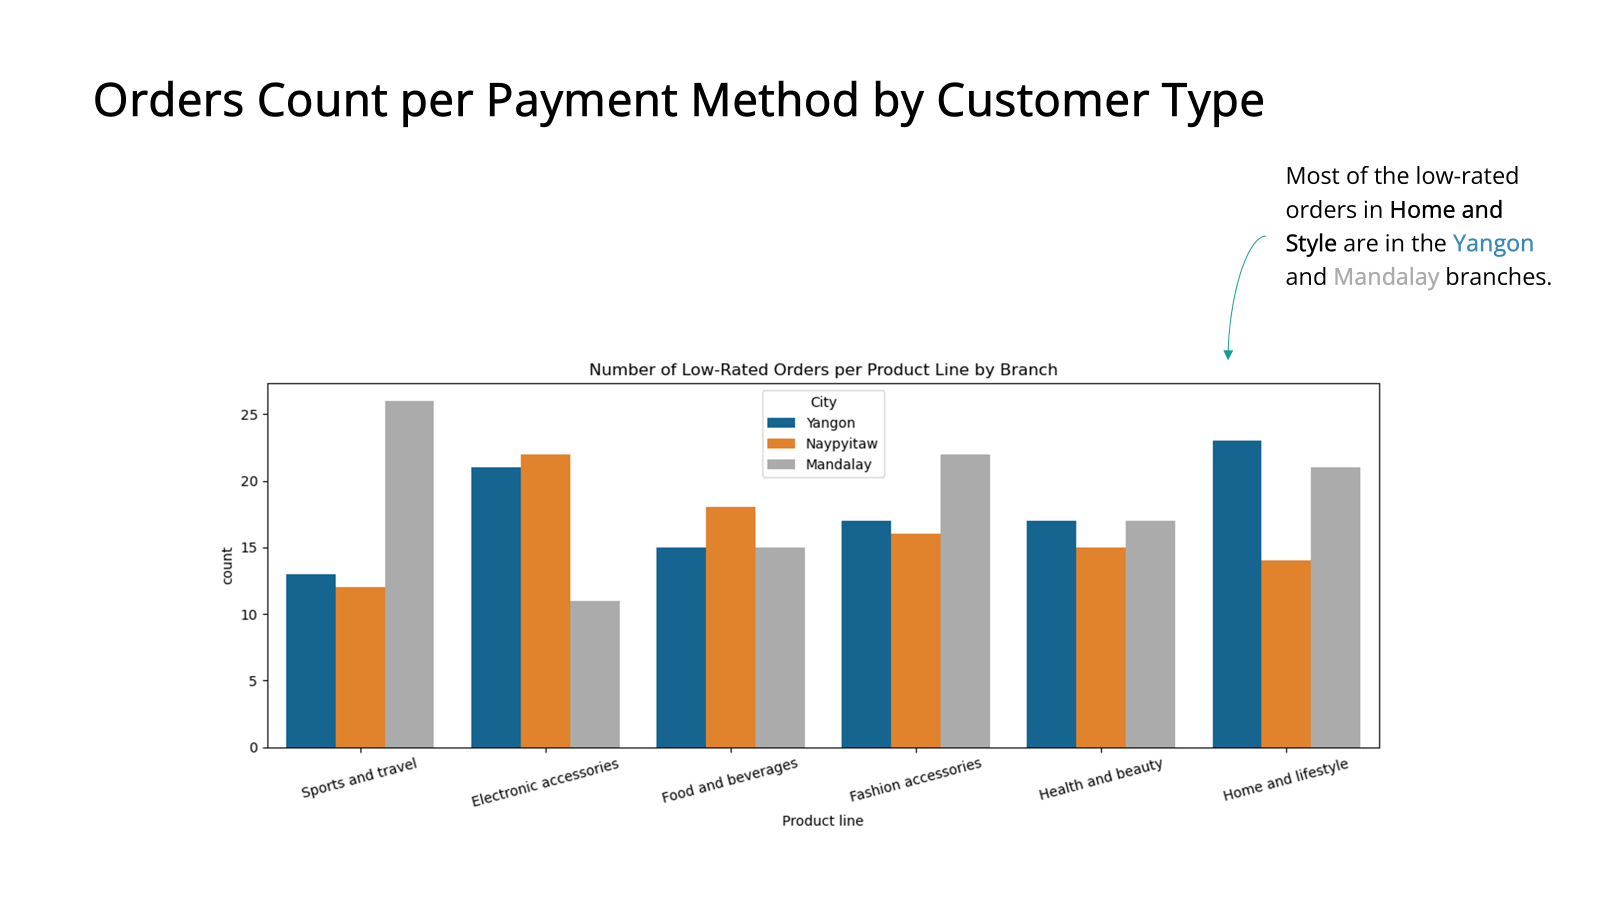 Orders Count per Payment Method by Customer Type
Most of the low-rated
orders in Home and
Style are in the Yangon
and Mandalay branches.
Number of Low-Rated Orders per Product Line by Branch
City
Yangon
Naypyitaw
Mandalay
count
25
20
15
10
5
0
Sports and travel
Electronic accessories
Food and beverages
Fashion accessories
Health and beauty
Home and lifestyle
Product line